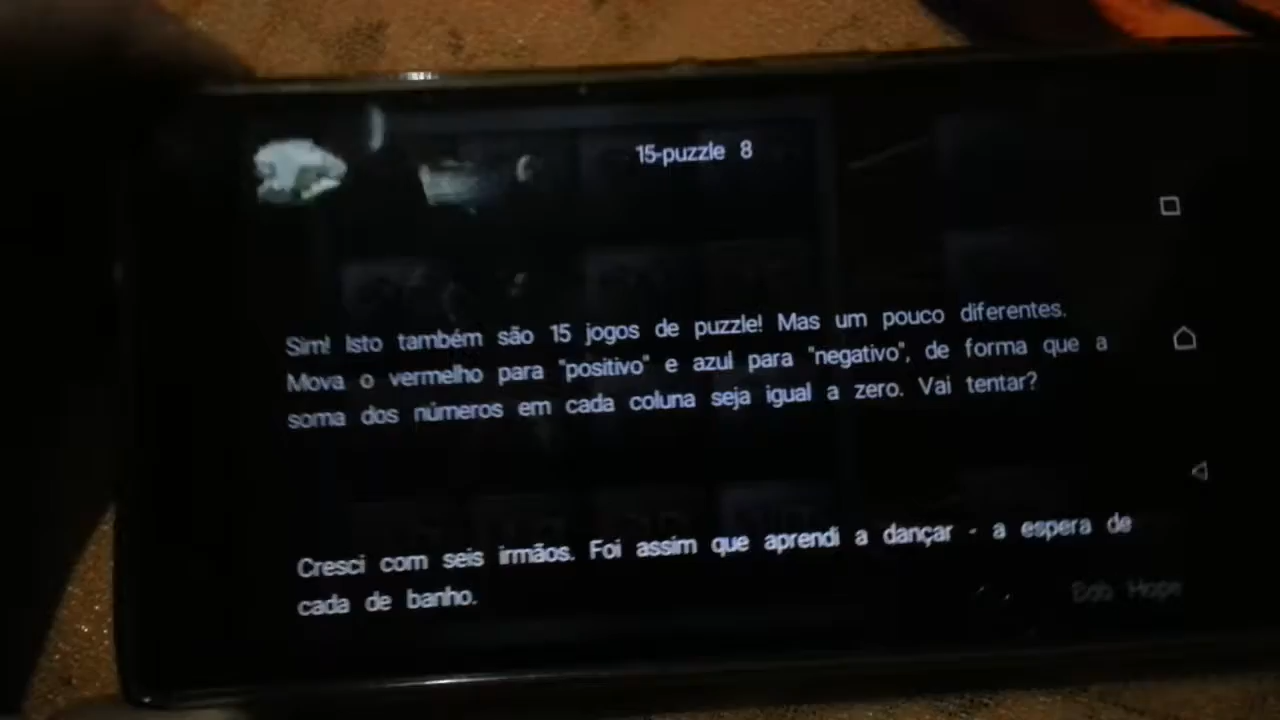 15-puzzle 8
Sim! Isto também são 15 jogos de puzzle! Mas um pouco diferentes.
Mova o vermelho para "positivo" e azul para "negativo", de forma que a
soma dos números em cada coluna seja igual a zero. Vai tentar?
Cresci com seis irmãos. Foi assim que aprendi a dançar - a espera de
cada de banho.
Bob Hope